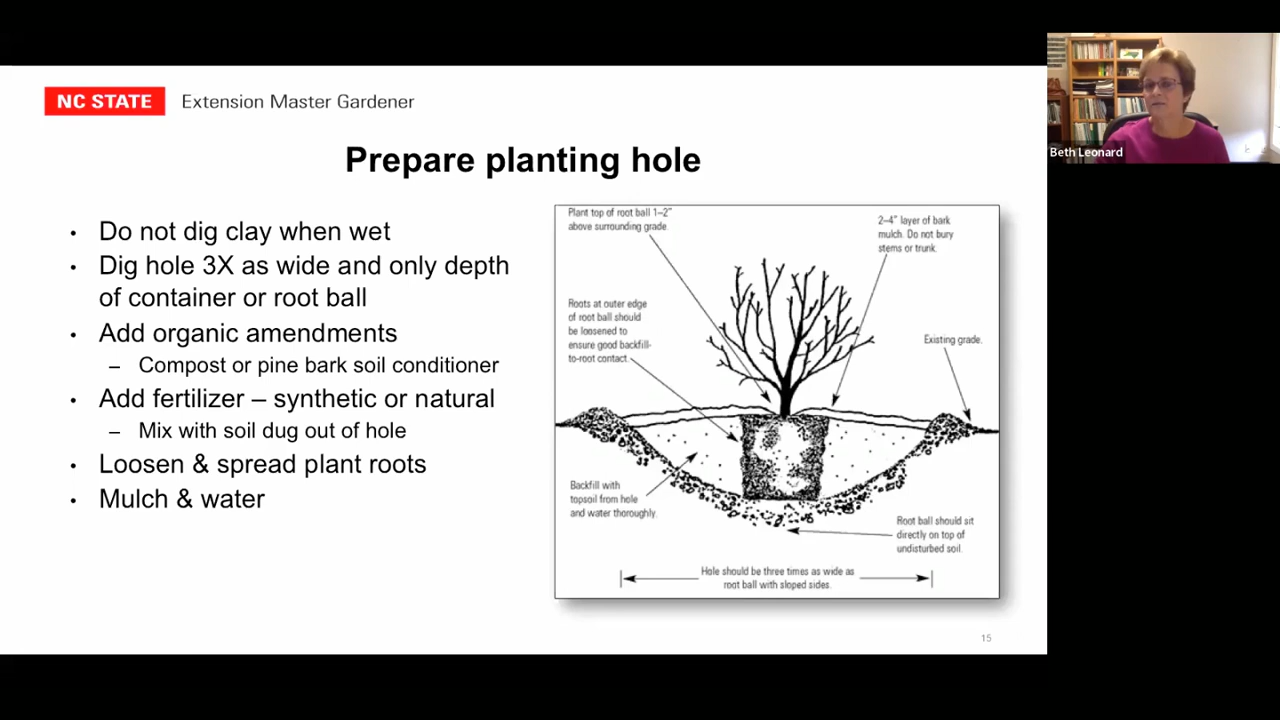 NC STATE Extension Master Gardener
Prepare planting hole
• Do not dig clay when wet
• Dig hole 3X as wide and only depth
of container or root ball
• Add organic amendments
– Compost or pine bark soil conditioner
• Add fertilizer – synthetic or natural
– Mix with soil dug out of hole
• Loosen & spread plant roots
• Mulch & water
Plant top of root ball 1–2"
above surrounding grade.
2–4" layer of bark
mulch. Do not bury
stems or trunk.
Roots at outer edge
of root ball should
be loosened to
ensure good backfill-
to-root contact.
Existing grade.
Backfill with
topsoil from hole
and water thoroughly.
Root ball should sit
directly on top of
undisturbed soil.
Hole should be three times as wide as
root ball with sloped sides.
15
Beth Leonard